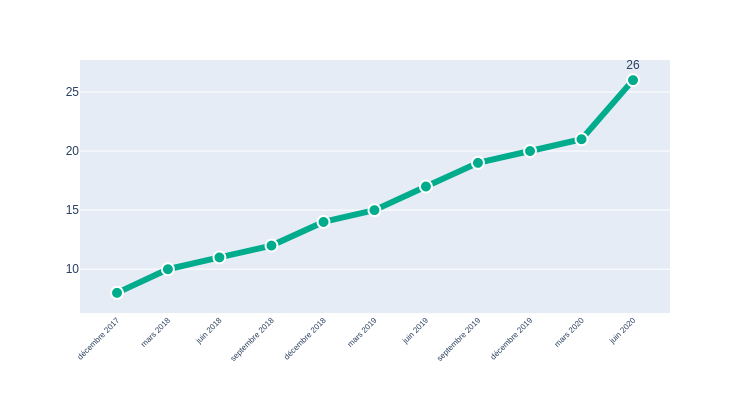 26
25
20
15
10
décembre 2017
mars 2018
juin 2018
septembre 2018
décembre 2018
mars 2019
juin 2019
septembre 2019
décembre 2019
mars 2020
juin 2020